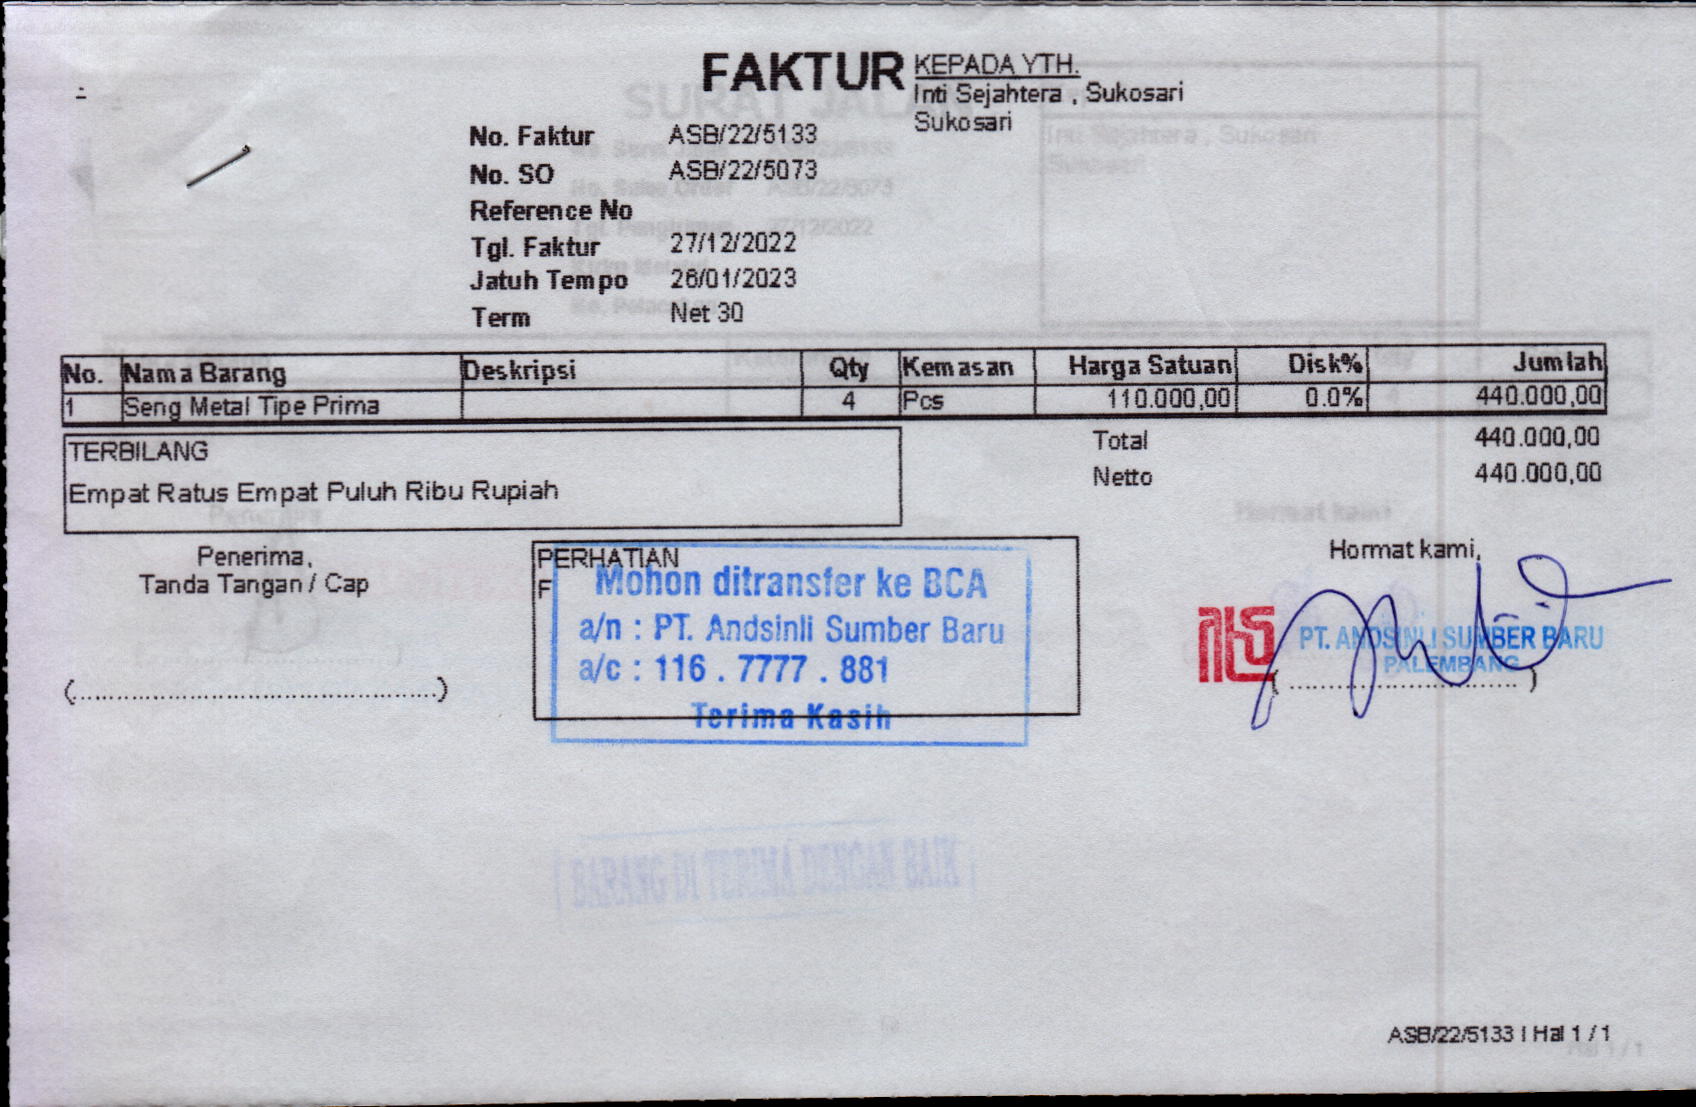 FAKTUR
KEPADA YTH.
Inti Sejahtera , Sukosari
Sukosari
No. Faktur ASB/22/5133
No. SO ASB/22/5073
Reference No
Tgl. Faktur 27/12/2022
Jatuh Tempo 26/01/2023
Term Net 30
No. Nama Barang Deskripsi Qty Kemasan Harga Satuan Disk% Jumlah
1 Seng Metal Tipe Prima 4 Pcs 110.000,00 0.0% 440.000,00
TERBILANG
Empat Ratus Empat Puluh Ribu Rupiah
Total 440.000,00
Netto 440.000,00
Penerima,
Tanda Tangan / Cap
(..........................................)
PERHATIAN
F
Mohon ditransfer ke BCA
a/n : PT. Andsinli Sumber Baru
a/c : 116 . 7777 . 881
Terima Kasih
Hormat kami,
PT. ANDSINLI SUMBER BARU
PALEMBANG
(..........................)
BARANG DI TERIMA DENGAN BAIK
ASB/22/5133 | Hal 1 / 1